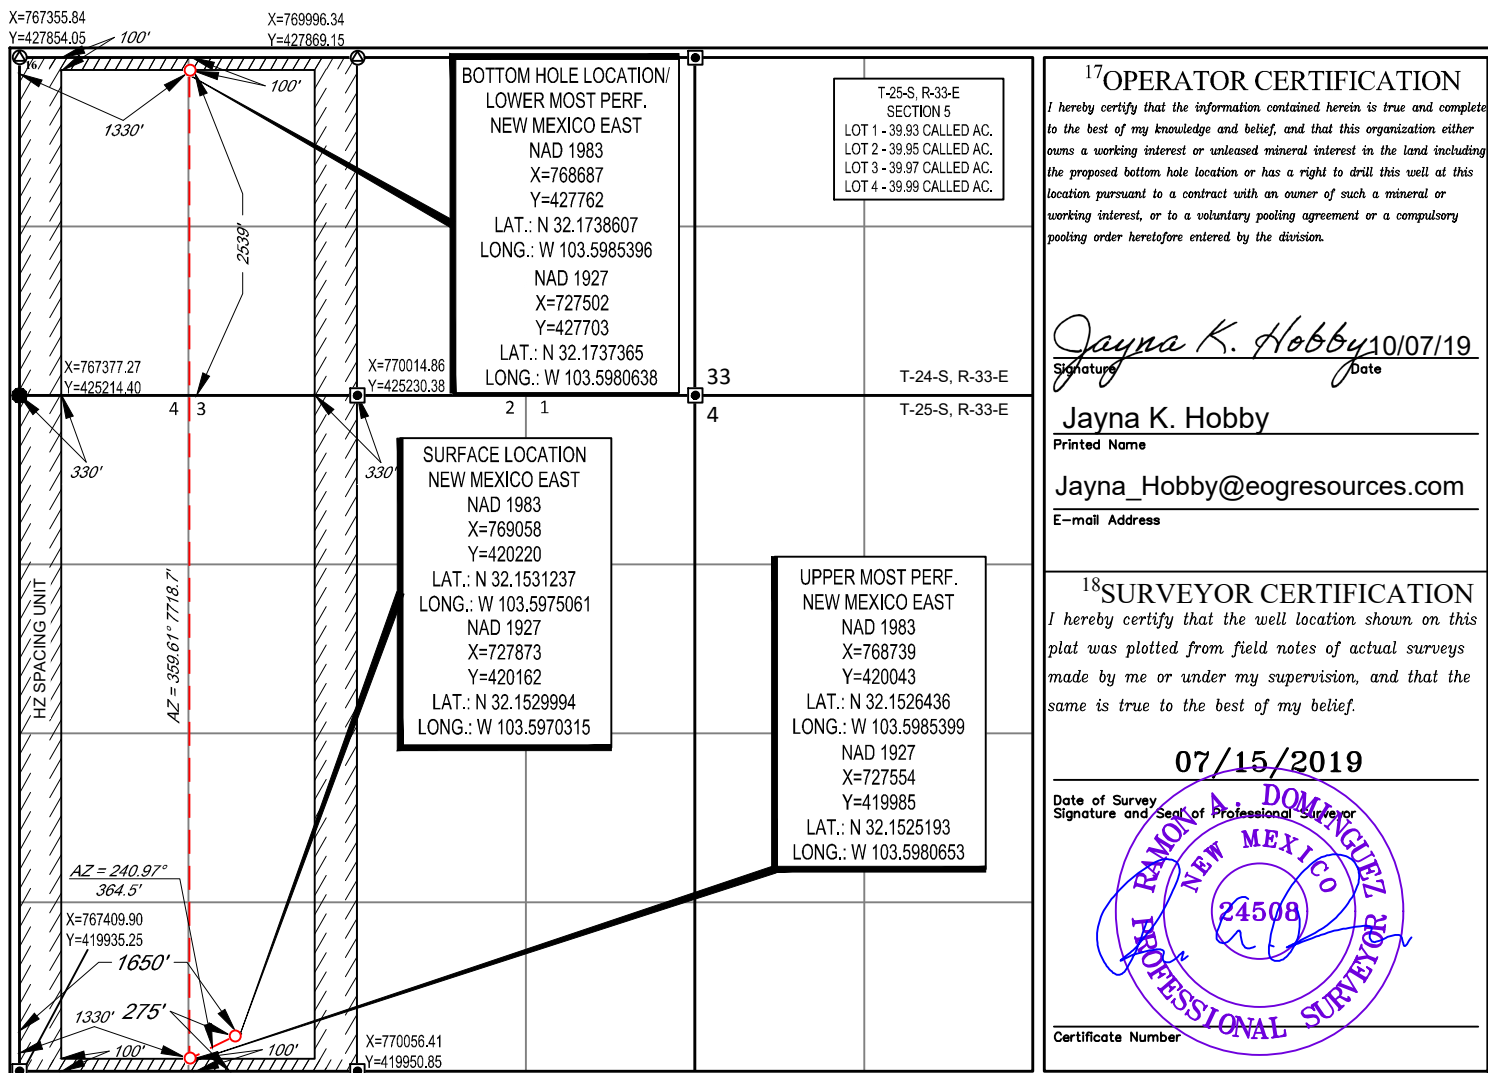 X=767355.84
Y=427854.05
100'
X=769996.34
Y=427869.15
1330'
100'
2539'
BOTTOM HOLE LOCATION/
LOWER MOST PERF.
NEW MEXICO EAST
NAD 1983
X=768687
Y=427762
LAT.: N 32.1738607
LONG.: W 103.5985396
NAD 1927
X=727502
Y=427703
LAT.: N 32.1737365
LONG.: W 103.5980638
T-25-S, R-33-E
SECTION 5
LOT 1 - 39.93 CALLED AC.
LOT 2 - 39.95 CALLED AC.
LOT 3 - 39.97 CALLED AC.
LOT 4 - 39.99 CALLED AC.
X=767377.27
Y=425214.40
X=770014.86
Y=425230.38
33
T-24-S, R-33-E
4 3
2 1
4
T-25-S, R-33-E
330'
330'
SURFACE LOCATION
NEW MEXICO EAST
NAD 1983
X=769058
Y=420220
LAT.: N 32.1531237
LONG.: W 103.5975061
NAD 1927
X=727873
Y=420162
LAT.: N 32.1529994
LONG.: W 103.5970315
UPPER MOST PERF.
NEW MEXICO EAST
NAD 1983
X=768739
Y=420043
LAT.: N 32.1526436
LONG.: W 103.5985399
NAD 1927
X=727554
Y=419985
LAT.: N 32.1525193
LONG.: W 103.5980653
HZ SPACING UNIT
AZ = 359.61° 7718.7'
AZ = 240.97°
364.5'
X=767409.90
Y=419935.25
1650'
1330'
275'
100'
100'
X=770056.41
Y=419950.85
17 OPERATOR CERTIFICATION
I hereby certify that the information contained herein is true and complete
to the best of my knowledge and belief, and that this organization either
owns a working interest or unleased mineral interest in the land including
the proposed bottom hole location or has a right to drill this well at this
location pursuant to a contract with an owner of such a mineral or
working interest, or to a voluntary pooling agreement or a compulsory
pooling order heretofore entered by the division.
Jayna K. Hobby 10/07/19
Signature Date
Jayna K. Hobby
Printed Name
Jayna_Hobby@eogresources.com
E-mail Address
18 SURVEYOR CERTIFICATION
I hereby certify that the well location shown on this
plat was plotted from field notes of actual surveys
made by me or under my supervision, and that the
same is true to the best of my belief.
07/15/2019
Date of Survey
Signature and Seal of Professional Surveyor
RAMON A. DOMINGUEZ
NEW MEXICO
24508
PROFESSIONAL SURVEYOR
Certificate Number